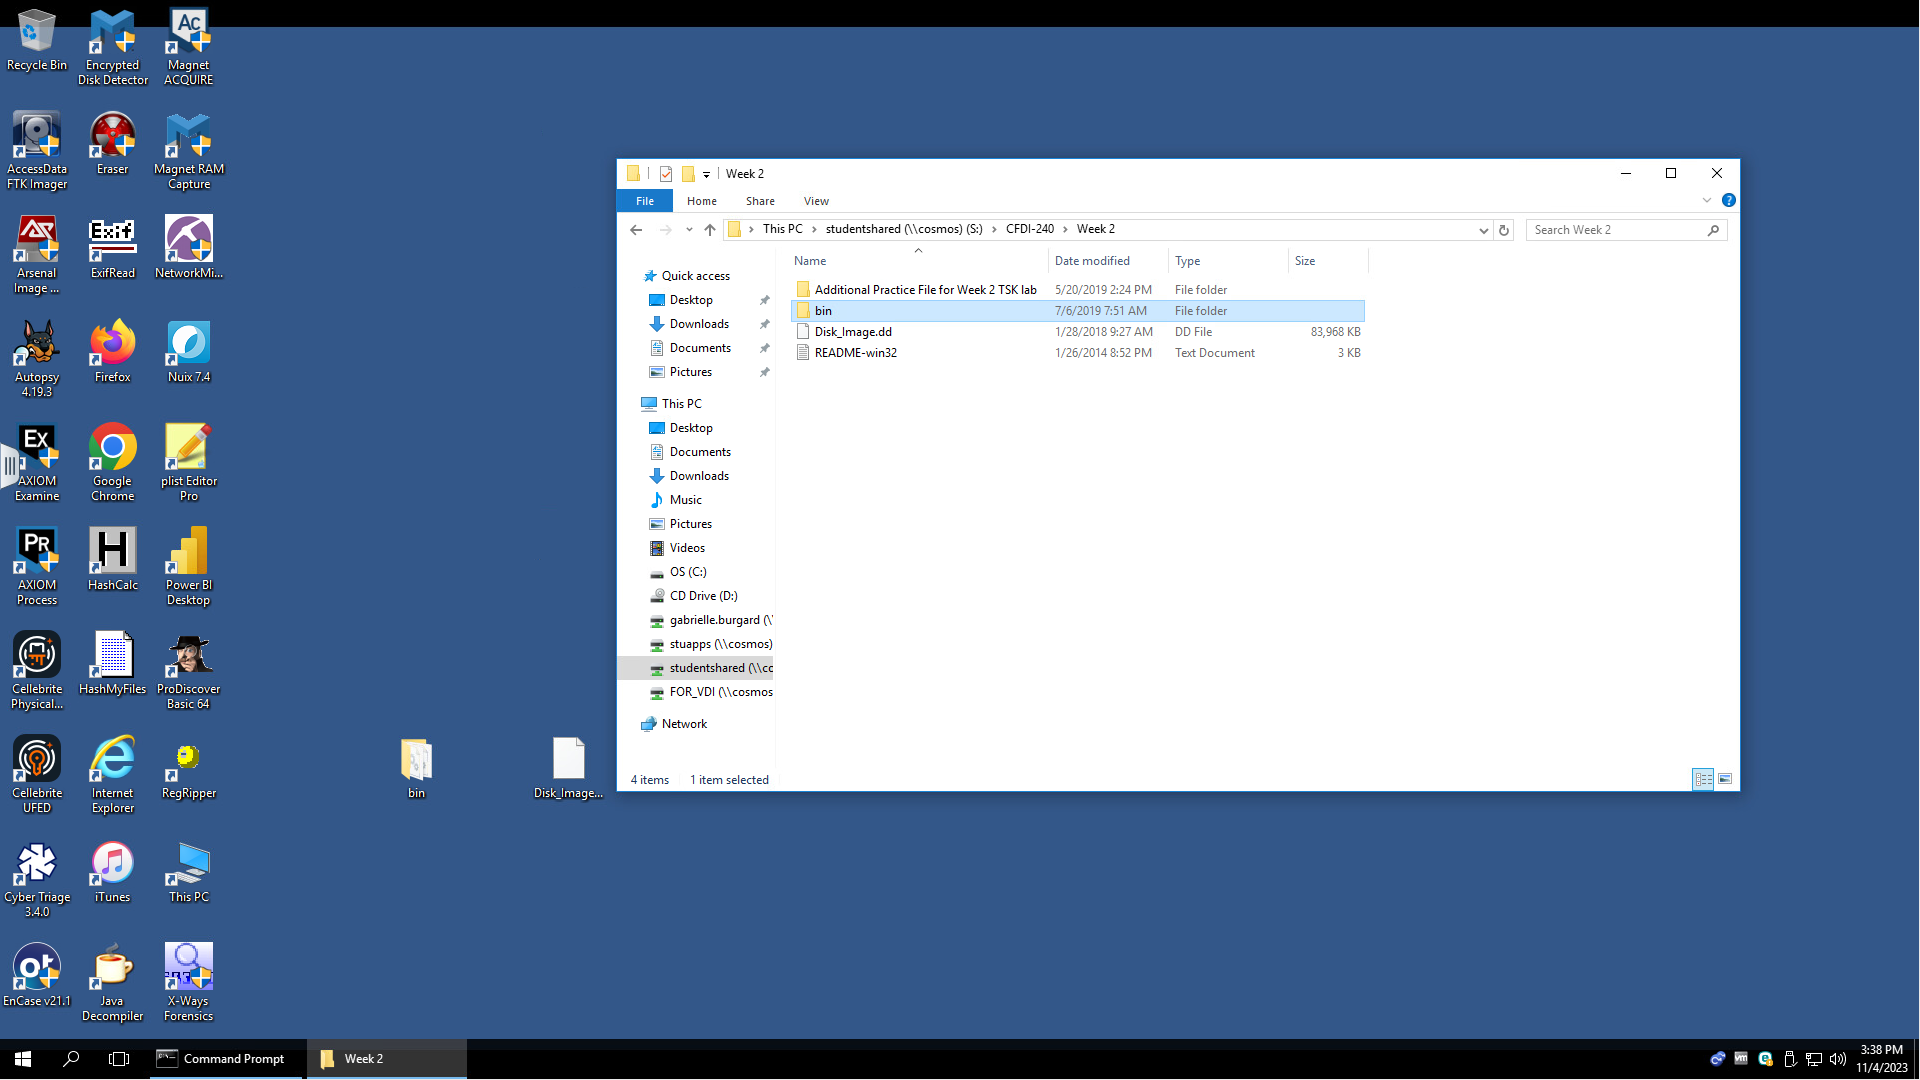 Recycle Bin
Encrypted
Disk Detector
Ac
Magnet
ACQUIRE
AccessData
FTK Imager
Eraser
Magnet RAM
Capture
Arsenal
Image ...
Exif
ExifRead
NetworkMi...
Autopsy
4.19.3
Firefox
Nuix 7.4
EX
AXIOM
Examine
Google
Chrome
plist Editor
Pro
PR
AXIOM
Process
H
HashCalc
Power BI
Desktop
Cellebrite
Physical...
HashMyFiles
ProDiscover
Basic 64
Cellebrite
UFED
Internet
Explorer
RegRipper
bin
Disk_Image...
Cyber Triage
3.4.0
iTunes
This PC
ot
EnCase v21.1
Java
Decompiler
X-Ways
Forensics
Week 2
File Home Share View
This PC > studentshared (\\cosmos) (S:) > CFDI-240 > Week 2
Search Week 2
Name Date modified Type Size
Additional Practice File for Week 2 TSK lab 5/20/2019 2:24 PM File folder
bin 7/6/2019 7:51 AM File folder
Disk_Image.dd 1/28/2018 9:27 AM DD File 83,968 KB
README-win32 1/26/2014 8:52 PM Text Document 3 KB
Quick access
Desktop
Downloads
Documents
Pictures
This PC
Desktop
Documents
Downloads
Music
Pictures
Videos
OS (C:)
CD Drive (D:)
gabrielle.burgard (\\
stuapps (\\cosmos)
studentshared (\\co
FOR_VDI (\\cosmos
Network
4 items 1 item selected
Command Prompt
Week 2
vm
3:38 PM
11/4/2023